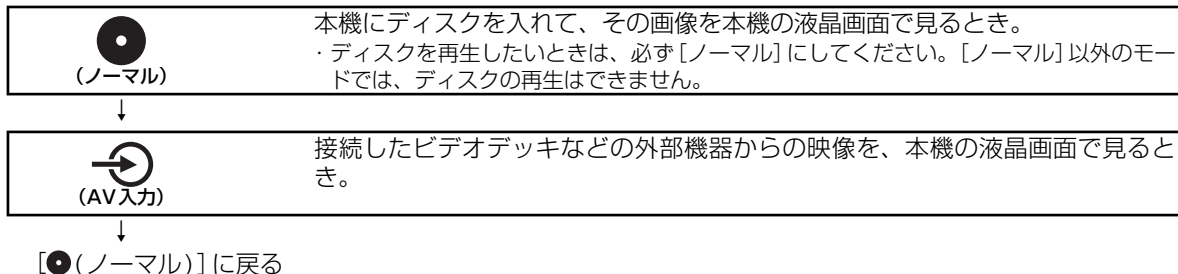 本機にディスクを入れて、その画像を本機の液晶画面で見るとき。
・ディスクを再生したいときは、必ず[ノーマル]にしてください。[ノーマル]以外のモー
ドでは、ディスクの再生はできません。
(ノーマル)
↓
接続したビデオデッキなどの外部機器からの映像を、本機の液晶画面で見ると
き。
(AV入力)
↓
[(ノーマル)]に戻る